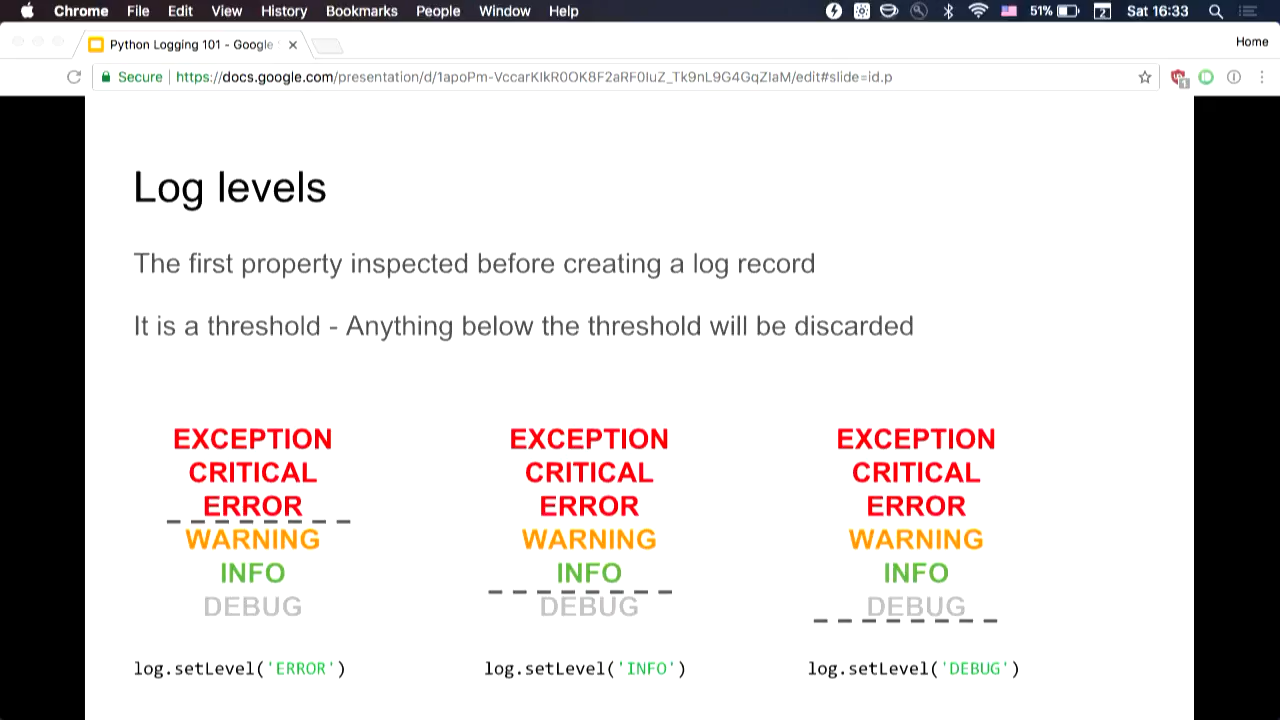 Chrome File Edit View History Bookmarks People Window Help 51% 2 Sat 16:33
Python Logging 101 - Google Home
Secure https://docs.google.com/presentation/d/1apoPm-VccarKIkR0OK8F2aRF0luZ_Tk9nL9G4GqZIaM/edit#slide=id.p 1
Log levels
The first property inspected before creating a log record
It is a threshold - Anything below the threshold will be discarded
EXCEPTION EXCEPTION EXCEPTION
CRITICAL CRITICAL CRITICAL
ERROR ERROR ERROR
WARNING WARNING WARNING
INFO INFO INFO
DEBUG DEBUG DEBUG
log.setLevel('ERROR') log.setLevel('INFO') log.setLevel('DEBUG')